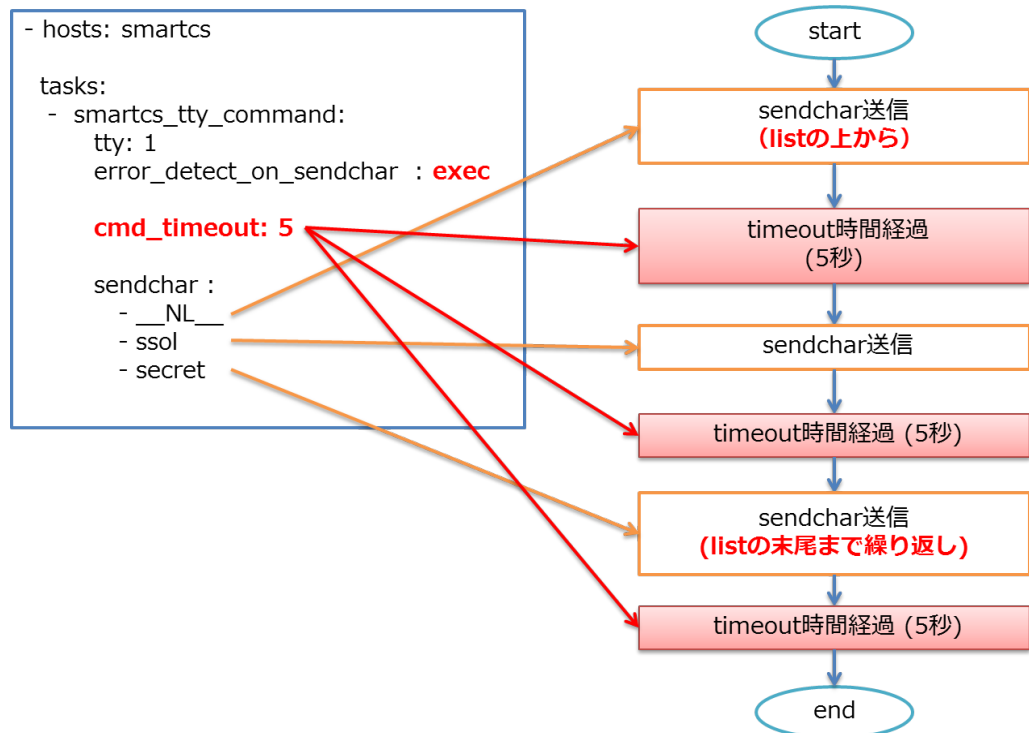 - hosts: smartcs
tasks:
- smartcs_tty_command:
tty: 1
error_detect_on_sendchar : exec
cmd_timeout: 5
sendchar :
- __NL__
- ssol
- secret
start
sendchar送信
（listの上から）
timeout時間経過
(5秒)
sendchar送信
timeout時間経過 (5秒)
sendchar送信
(listの末尾まで繰り返し)
timeout時間経過 (5秒)
end